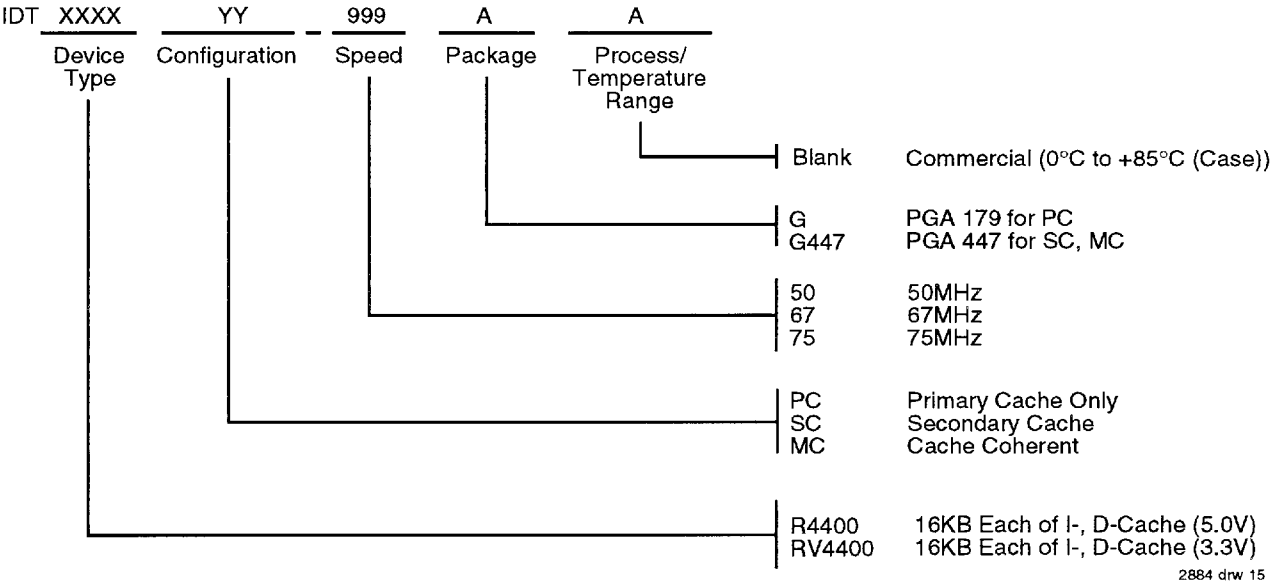 IDT XXXX YY - 999 A A
Device Type Configuration Speed Package Process/ Temperature Range
Blank Commercial (0°C to +85°C (Case))
G PGA 179 for PC
G447 PGA 447 for SC, MC
50 50MHz
67 67MHz
75 75MHz
PC Primary Cache Only
SC Secondary Cache
MC Cache Coherent
R4400 16KB Each of I-, D-Cache (5.0V)
RV4400 16KB Each of I-, D-Cache (3.3V)
2884 drw 15